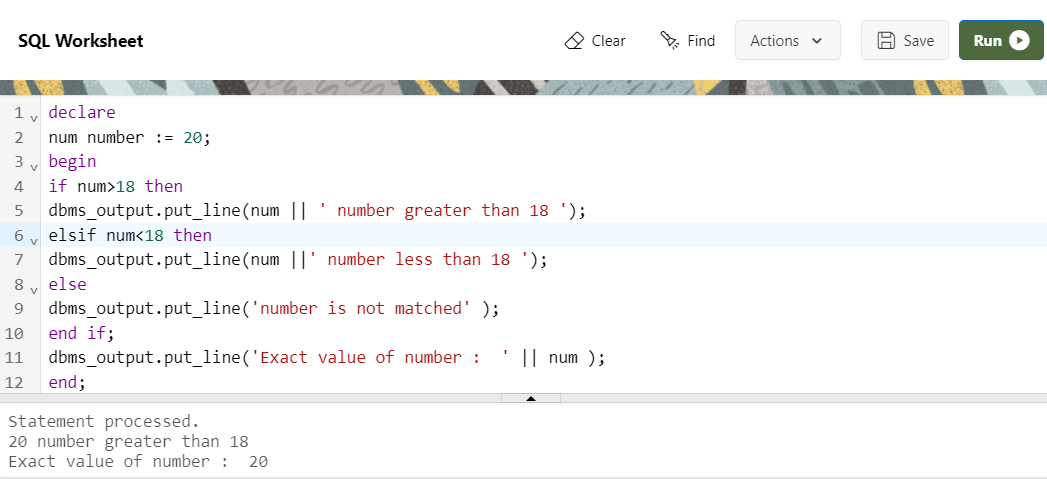 SQL Worksheet
Clear
Find
Actions
Save
Run
1 declare
2 num number := 20;
3 begin
4 if num>18 then
5 dbms_output.put_line(num || ' number greater than 18 ');
6 elsif num<18 then
7 dbms_output.put_line(num ||' number less than 18 ');
8 else
9 dbms_output.put_line('number is not matched' );
10 end if;
11 dbms_output.put_line('Exact value of number :  ' || num );
12 end;
Statement processed.
20 number greater than 18
Exact value of number :  20